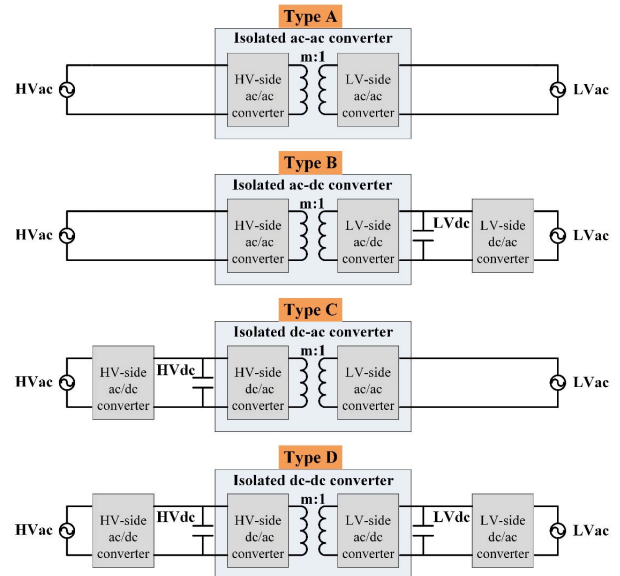 Type A
Isolated ac-ac converter
m:1
HVac
HV-side
ac/ac
converter
LV-side
ac/ac
converter
LVac
Type B
Isolated ac-dc converter
m:1
HVac
HV-side
ac/ac
converter
LV-side
ac/dc
converter
LVdc
LV-side
dc/ac
converter
LVac
Type C
Isolated dc-ac converter
m:1
HVac
HV-side
ac/dc
converter
HVdc
HV-side
dc/ac
converter
LV-side
ac/ac
converter
LVac
Type D
Isolated dc-dc converter
m:1
HVac
HV-side
ac/dc
converter
HVdc
HV-side
dc/ac
converter
LV-side
ac/dc
converter
LVdc
LV-side
dc/ac
converter
LVac